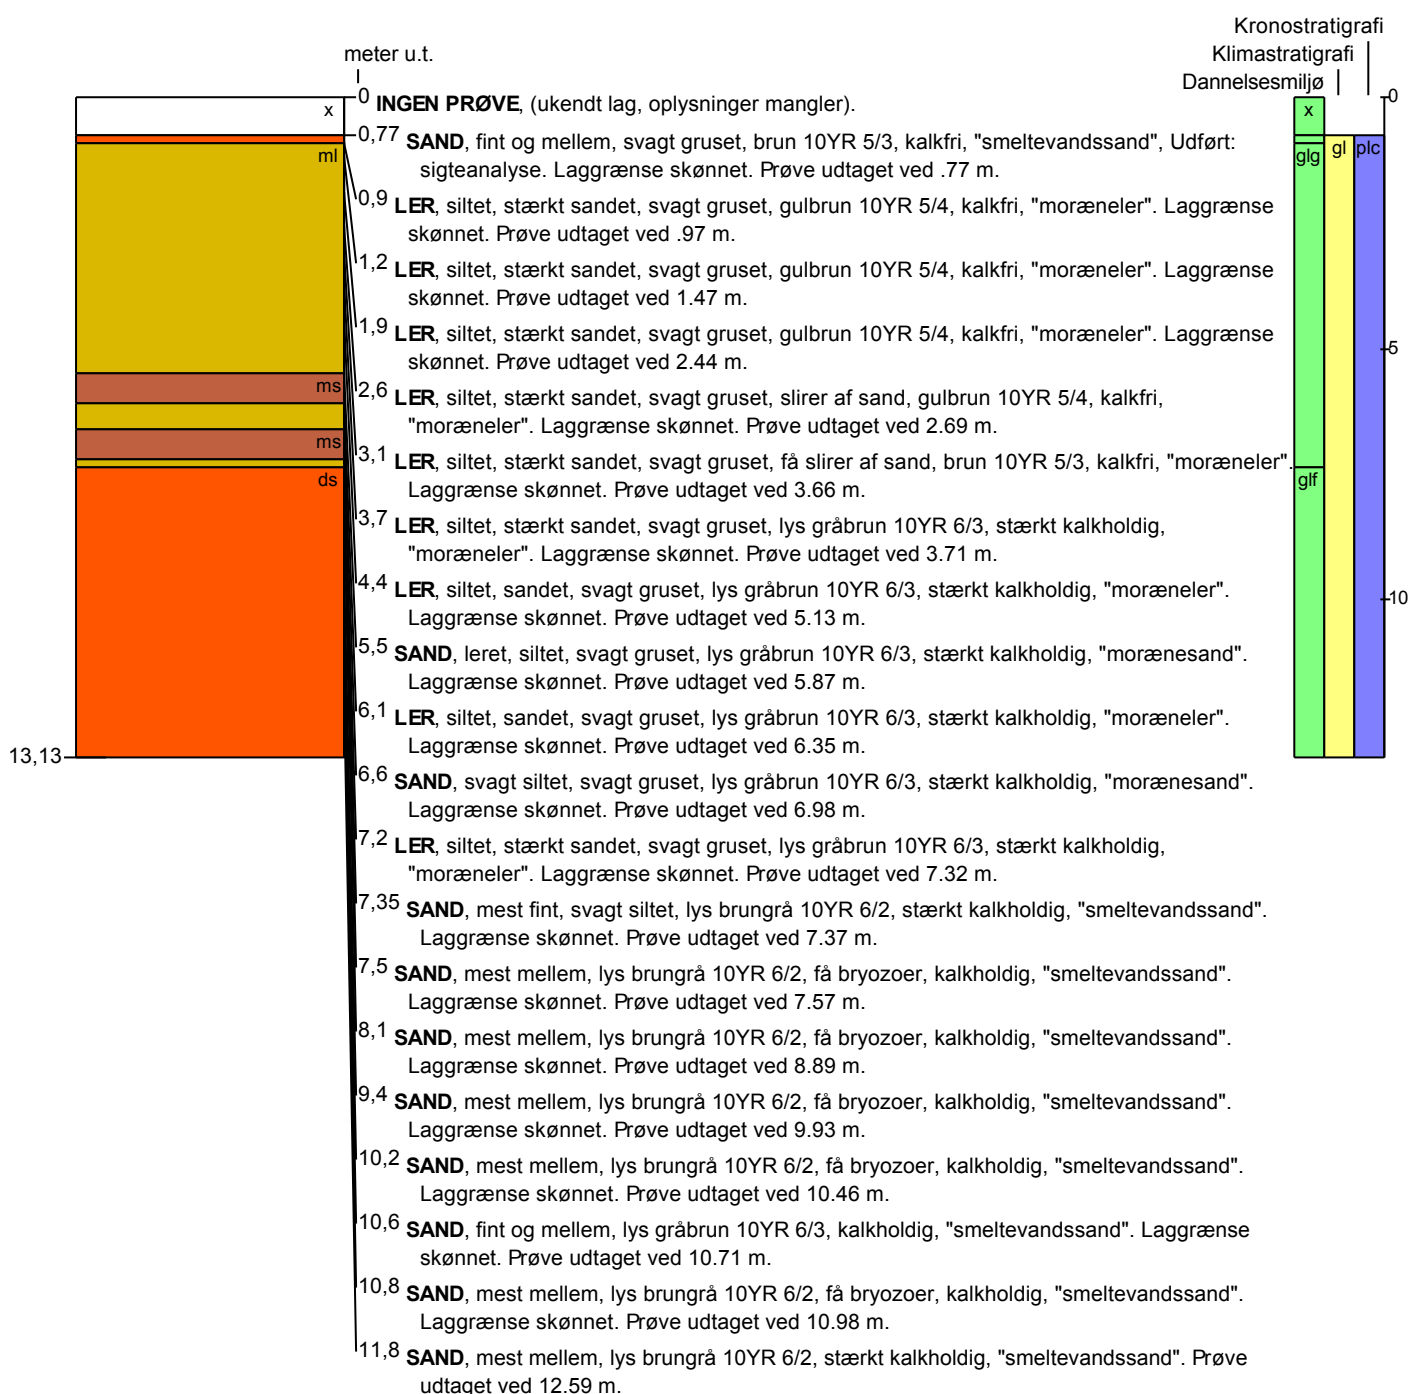 Kronostratigrafi
meter u.t.
Klimastratigrafi
Dannelsesmiljø
x
0 INGEN PRØVE, (ukendt lag, oplysninger mangler).
x
0
0,77 SAND, fint og mellem, svagt gruset, brun 10YR 5/3, kalkfri, "smeltevandssand", Udført:
sigteanalyse. Laggrænse skønnet. Prøve udtaget ved .77 m.
ml
glg
gl
plc
0,9 LER, siltet, stærkt sandet, svagt gruset, gulbrun 10YR 5/4, kalkfri, "moræneler". Laggrænse
skønnet. Prøve udtaget ved .97 m.
1,2 LER, siltet, stærkt sandet, svagt gruset, gulbrun 10YR 5/4, kalkfri, "moræneler". Laggrænse
skønnet. Prøve udtaget ved 1.47 m.
1,9 LER, siltet, stærkt sandet, svagt gruset, gulbrun 10YR 5/4, kalkfri, "moræneler". Laggrænse
skønnet. Prøve udtaget ved 2.44 m.
5
ms
2,6 LER, siltet, stærkt sandet, svagt gruset, slirer af sand, gulbrun 10YR 5/4, kalkfri,
"moræneler". Laggrænse skønnet. Prøve udtaget ved 2.69 m.
ms
3,1 LER, siltet, stærkt sandet, svagt gruset, få slirer af sand, brun 10YR 5/3, kalkfri, "moræneler".
Laggrænse skønnet. Prøve udtaget ved 3.66 m.
ds
glf
3,7 LER, siltet, stærkt sandet, svagt gruset, lys gråbrun 10YR 6/3, stærkt kalkholdig,
"moræneler". Laggrænse skønnet. Prøve udtaget ved 3.71 m.
4,4 LER, siltet, sandet, svagt gruset, lys gråbrun 10YR 6/3, stærkt kalkholdig, "moræneler".
Laggrænse skønnet. Prøve udtaget ved 5.13 m.
10
5,5 SAND, leret, siltet, svagt gruset, lys gråbrun 10YR 6/3, stærkt kalkholdig, "morænesand".
Laggrænse skønnet. Prøve udtaget ved 5.87 m.
6,1 LER, siltet, sandet, svagt gruset, lys gråbrun 10YR 6/3, stærkt kalkholdig, "moræneler".
Laggrænse skønnet. Prøve udtaget ved 6.35 m.
13,13
6,6 SAND, svagt siltet, svagt gruset, lys gråbrun 10YR 6/3, stærkt kalkholdig, "morænesand".
Laggrænse skønnet. Prøve udtaget ved 6.98 m.
7,2 LER, siltet, stærkt sandet, svagt gruset, lys gråbrun 10YR 6/3, stærkt kalkholdig,
"moræneler". Laggrænse skønnet. Prøve udtaget ved 7.32 m.
7,35 SAND, mest fint, svagt siltet, lys brungrå 10YR 6/2, stærkt kalkholdig, "smeltevandssand".
Laggrænse skønnet. Prøve udtaget ved 7.37 m.
7,5 SAND, mest mellem, lys brungrå 10YR 6/2, få bryozoer, kalkholdig, "smeltevandssand".
Laggrænse skønnet. Prøve udtaget ved 7.57 m.
8,1 SAND, mest mellem, lys brungrå 10YR 6/2, få bryozoer, kalkholdig, "smeltevandssand".
Laggrænse skønnet. Prøve udtaget ved 8.89 m.
9,4 SAND, mest mellem, lys brungrå 10YR 6/2, få bryozoer, kalkholdig, "smeltevandssand".
Laggrænse skønnet. Prøve udtaget ved 9.93 m.
10,2 SAND, mest mellem, lys brungrå 10YR 6/2, få bryozoer, kalkholdig, "smeltevandssand".
Laggrænse skønnet. Prøve udtaget ved 10.46 m.
10,6 SAND, fint og mellem, lys gråbrun 10YR 6/3, kalkholdig, "smeltevandssand". Laggrænse
skønnet. Prøve udtaget ved 10.71 m.
10,8 SAND, mest mellem, lys brungrå 10YR 6/2, få bryozoer, kalkholdig, "smeltevandssand".
Laggrænse skønnet. Prøve udtaget ved 10.98 m.
11,8 SAND, mest mellem, lys brungrå 10YR 6/2, stærkt kalkholdig, "smeltevandssand". Prøve
udtaget ved 12.59 m.